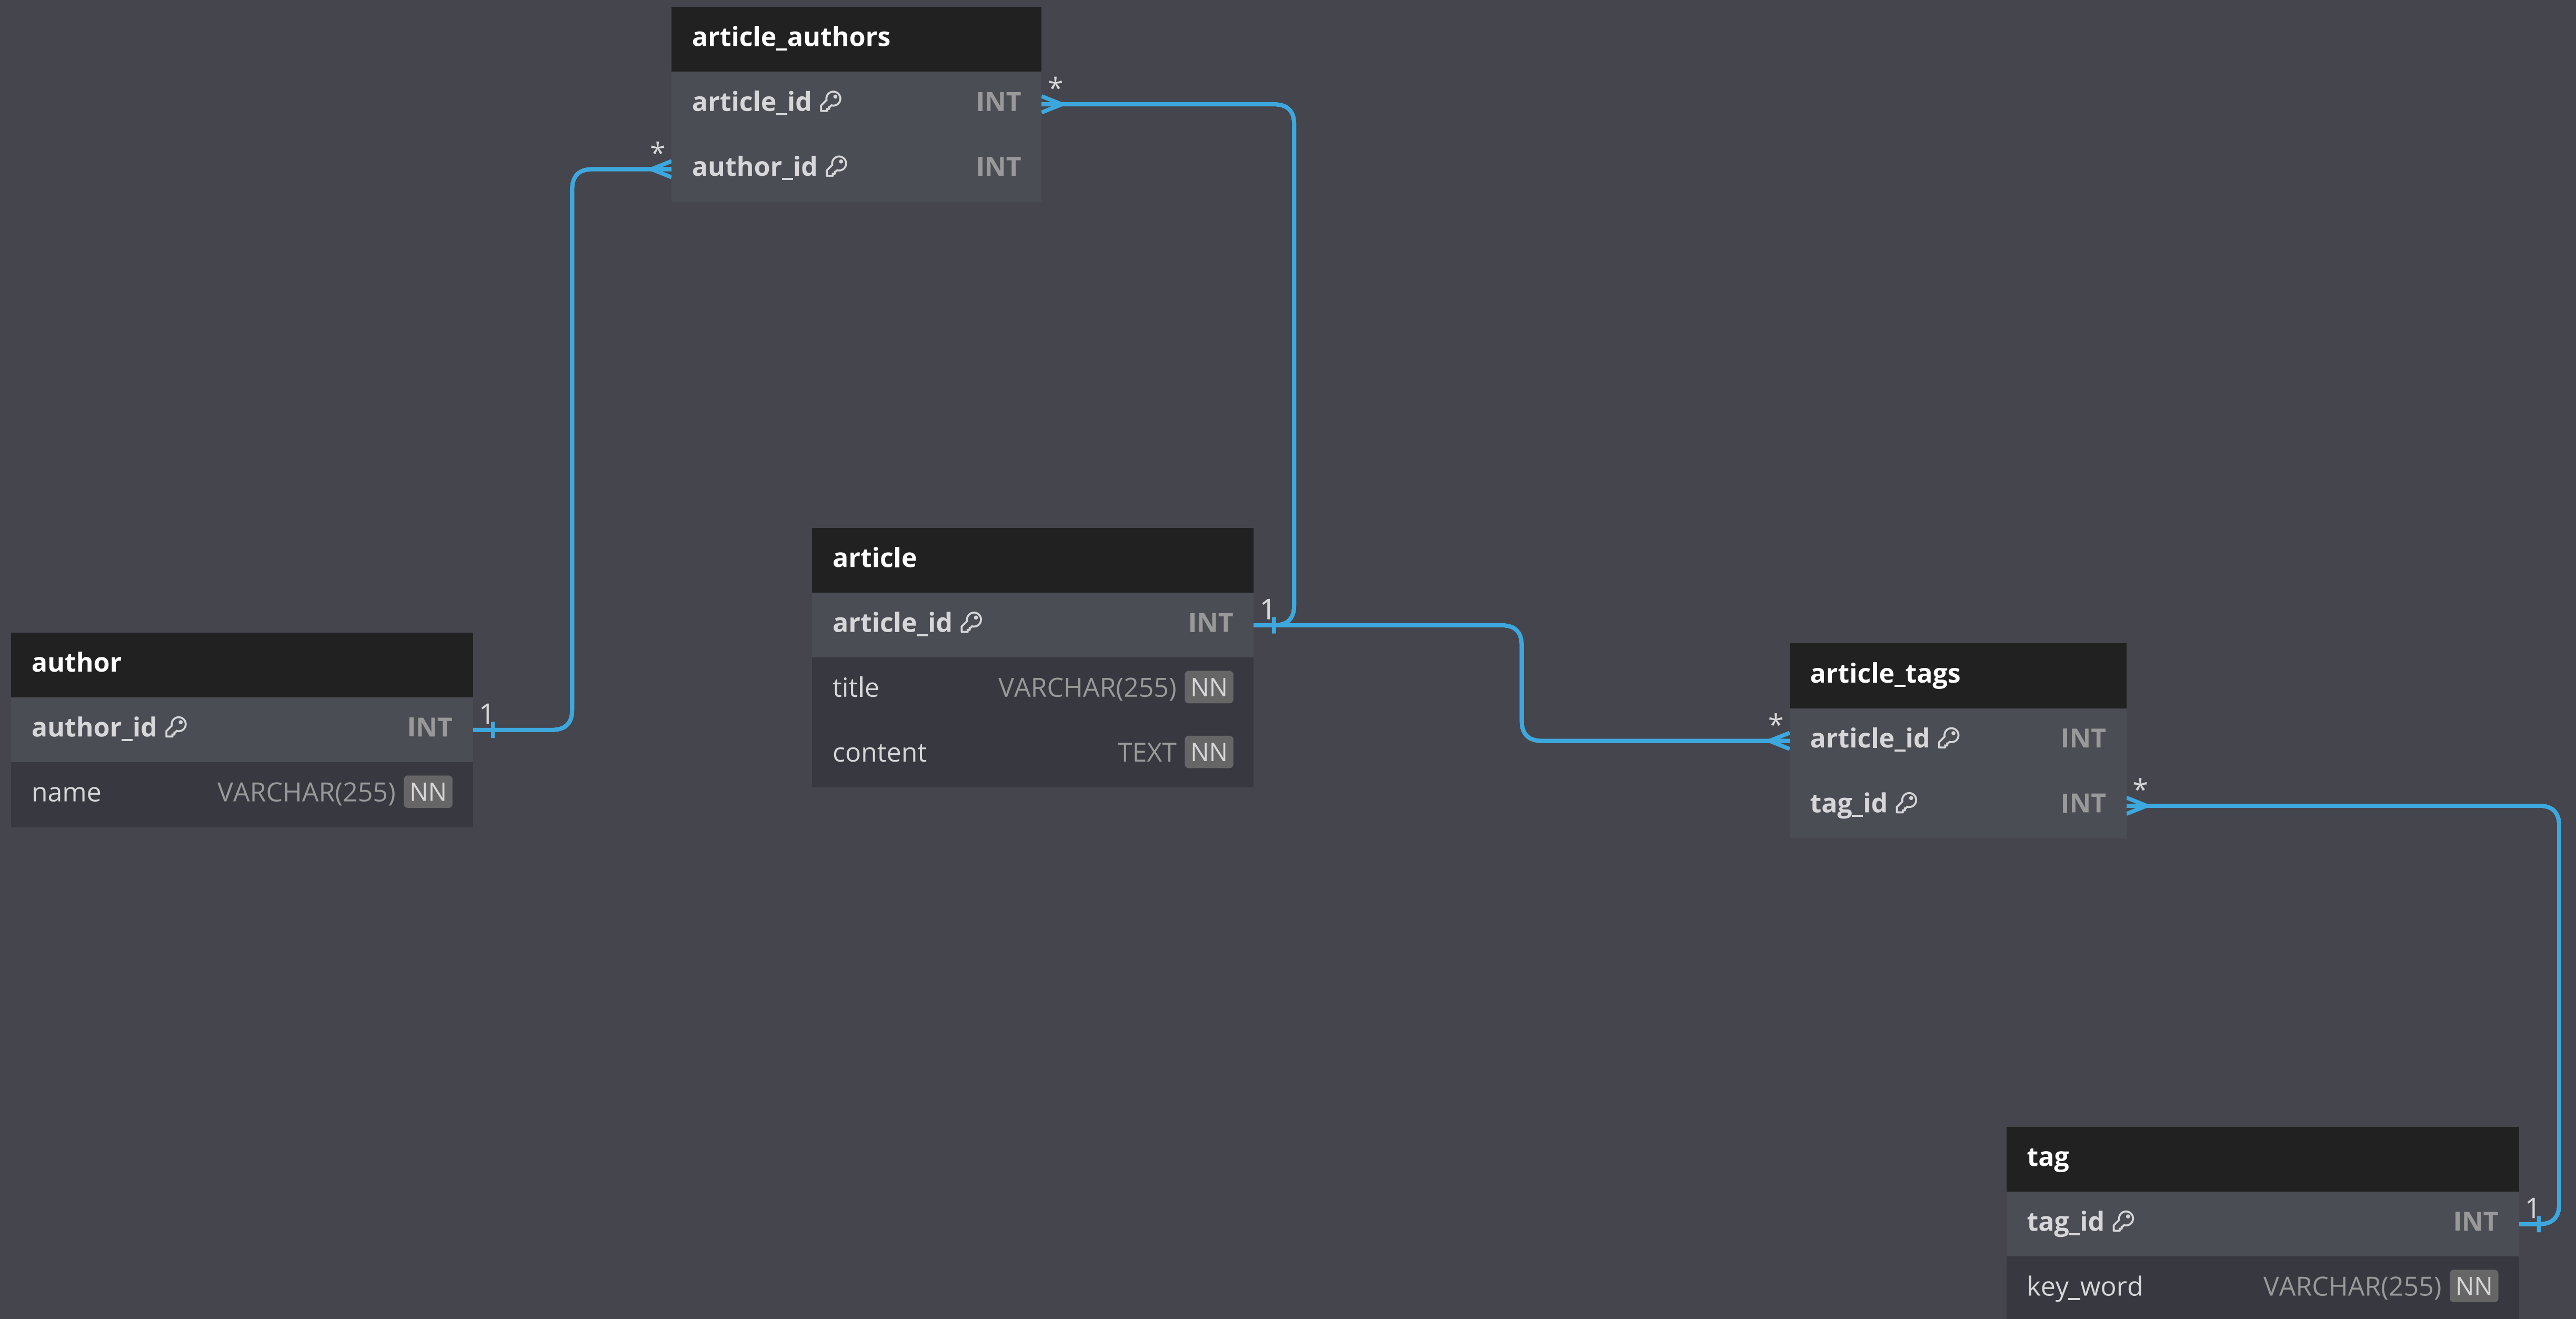 article_authors
article_id INT
author_id INT
*
*
article
article_id INT
title VARCHAR(255) NN
content TEXT NN
1
author
author_id INT
name VARCHAR(255) NN
1
article_tags
article_id INT
tag_id INT
*
*
tag
tag_id INT
key_word VARCHAR(255) NN
1